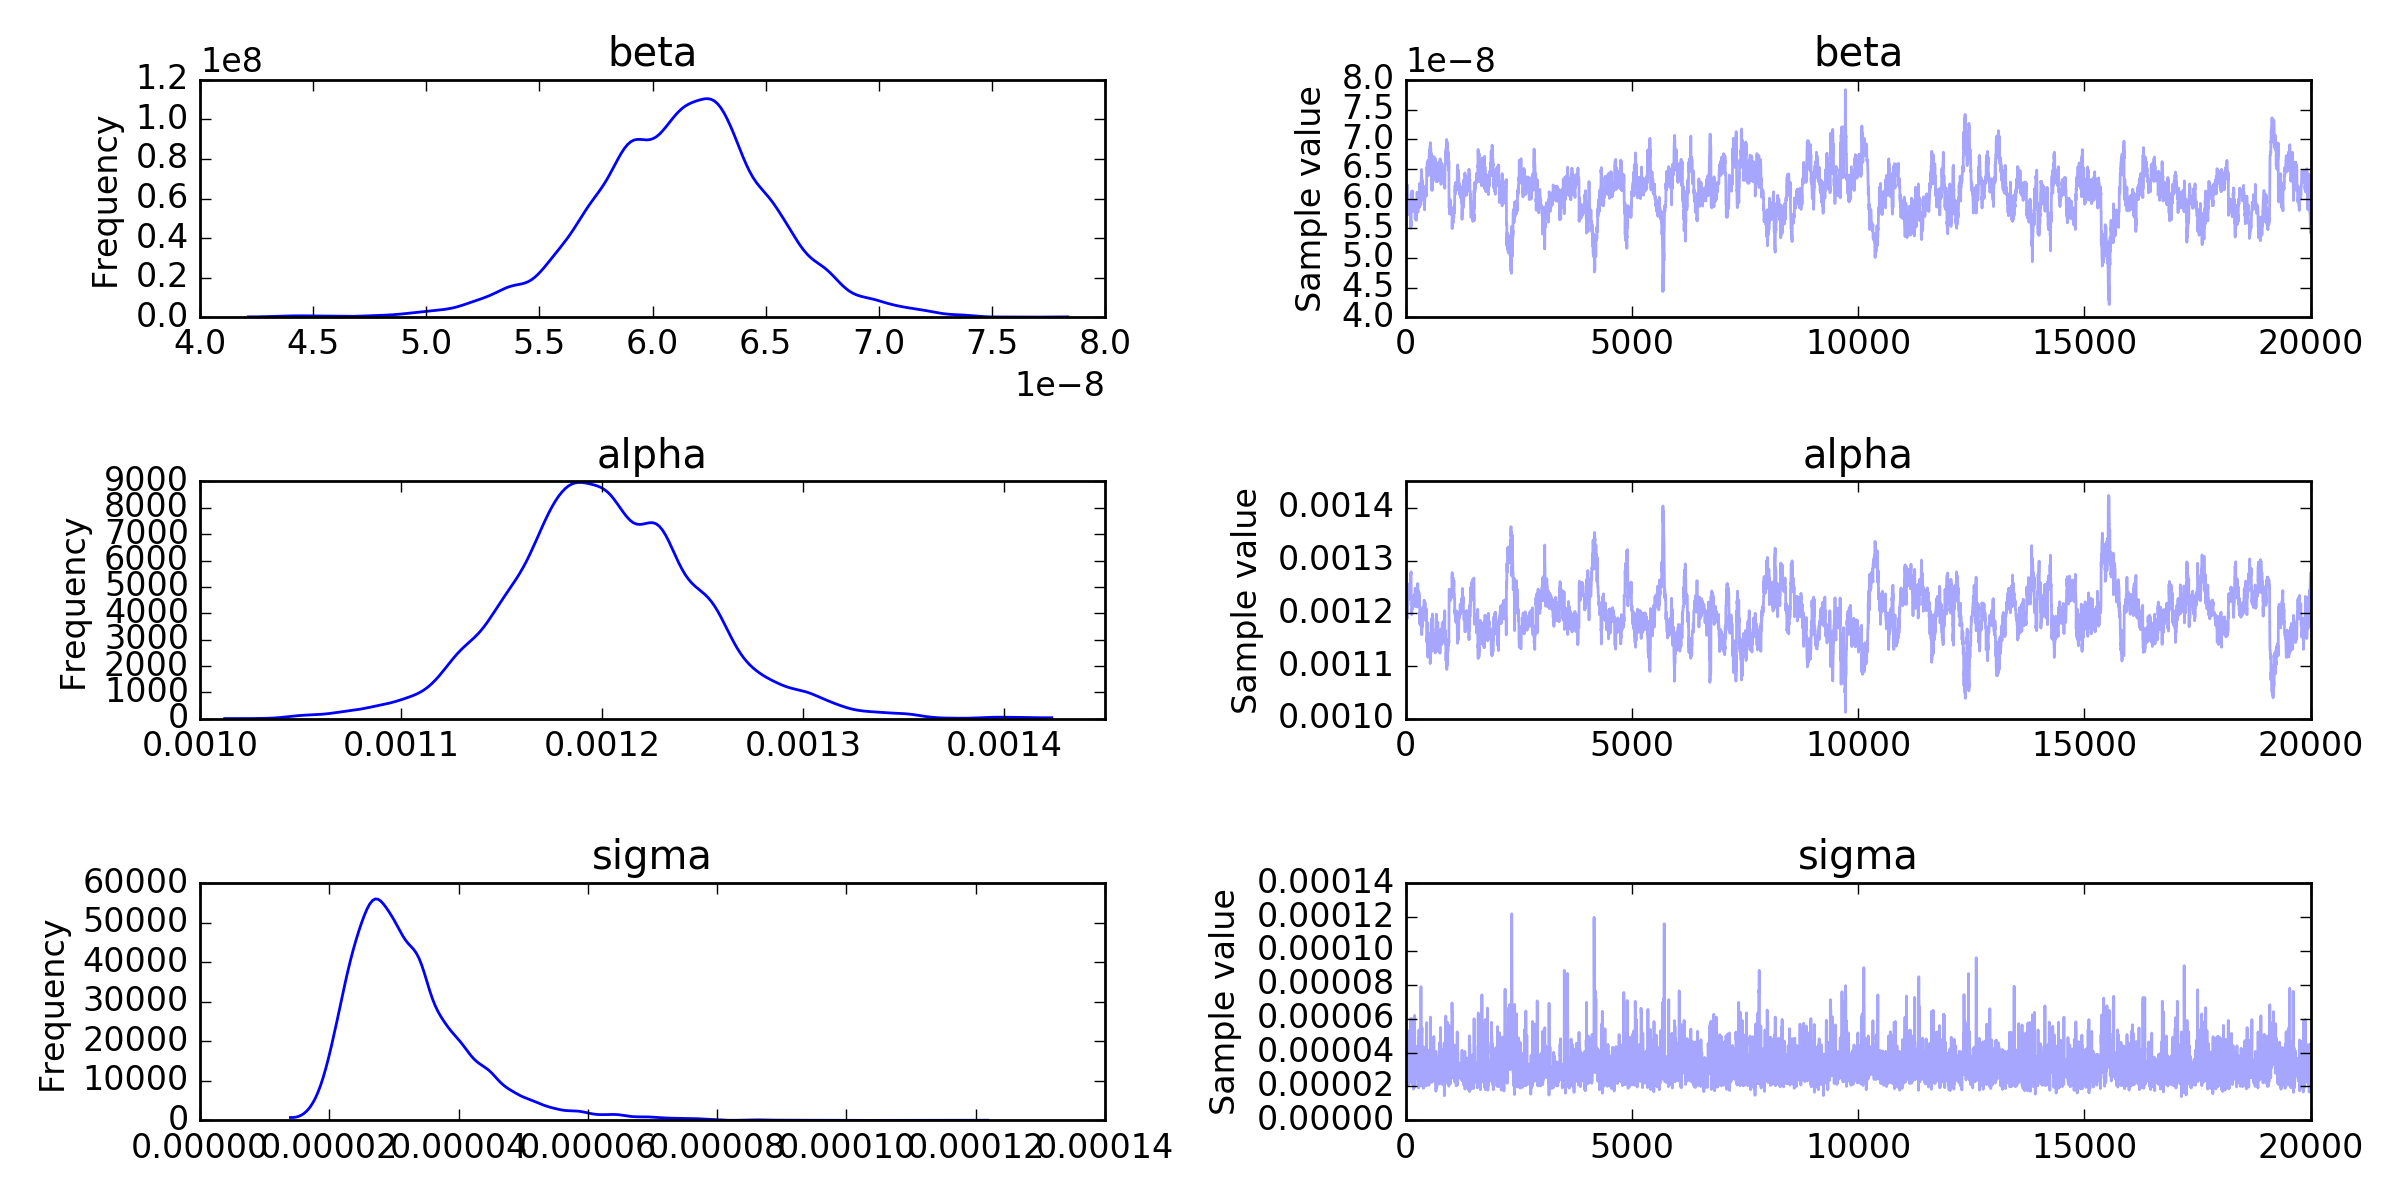 beta
1e8
1.2
1.0
0.8
0.6
0.4
0.2
0.0
Frequency
4.0 4.5 5.0 5.5 6.0 6.5 7.0 7.5 8.0
1e−8
beta
1e−8
8.0
7.5
7.0
6.5
6.0
5.5
5.0
4.5
4.0
Sample value
0 5000 10000 15000 20000
alpha
9000
8000
7000
6000
5000
4000
3000
2000
1000
0
Frequency
0.0010 0.0011 0.0012 0.0013 0.0014
alpha
0.0014
0.0013
0.0012
0.0011
0.0010
Sample value
0 5000 10000 15000 20000
sigma
60000
50000
40000
30000
20000
10000
0
Frequency
0.00000 0.00002 0.00004 0.00006 0.00008 0.00010 0.00012 0.00014
sigma
0.00014
0.00012
0.00010
0.00008
0.00006
0.00004
0.00002
0.00000
Sample value
0 5000 10000 15000 20000